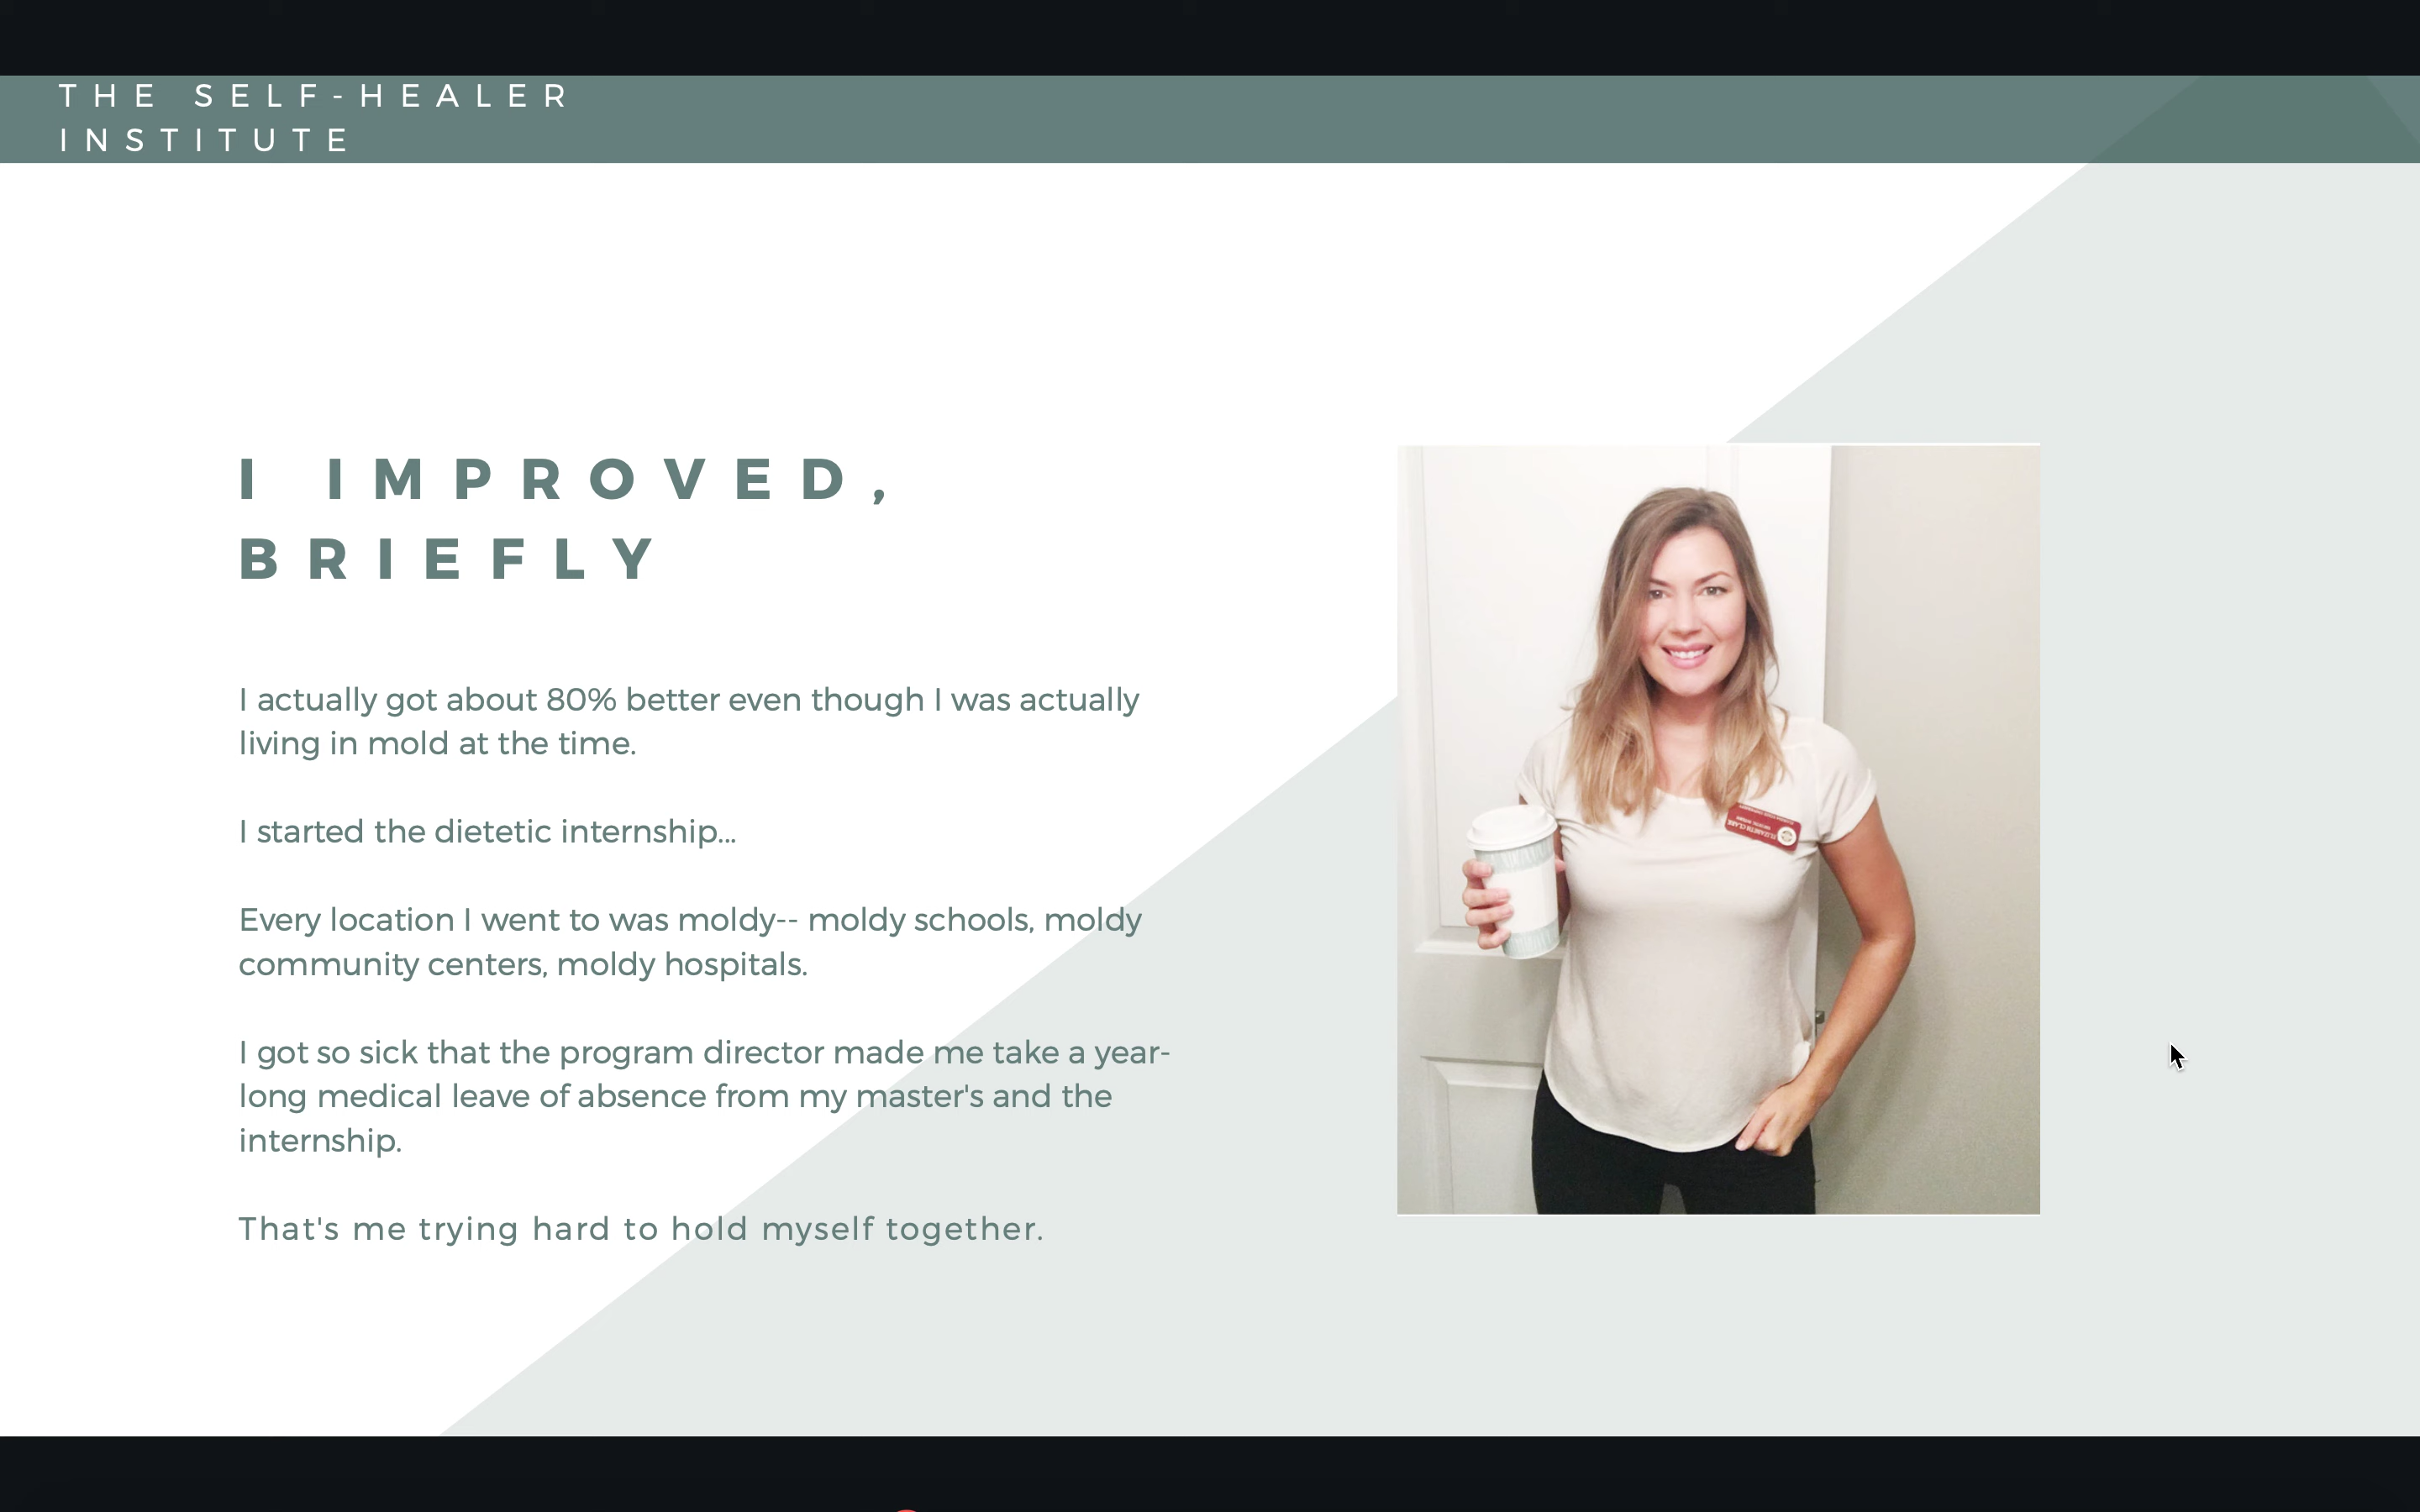 THE SELF-HEALER
INSTITUTE
I IMPROVED,
BRIEFLY
I actually got about 80% better even though I was actually
living in mold at the time.
I started the dietetic internship...
Every location I went to was moldy-- moldy schools, moldy
community centers, moldy hospitals.
I got so sick that the program director made me take a year-
long medical leave of absence from my master's and the
internship.
That's me trying hard to hold myself together.
ELIZABETH CLARK